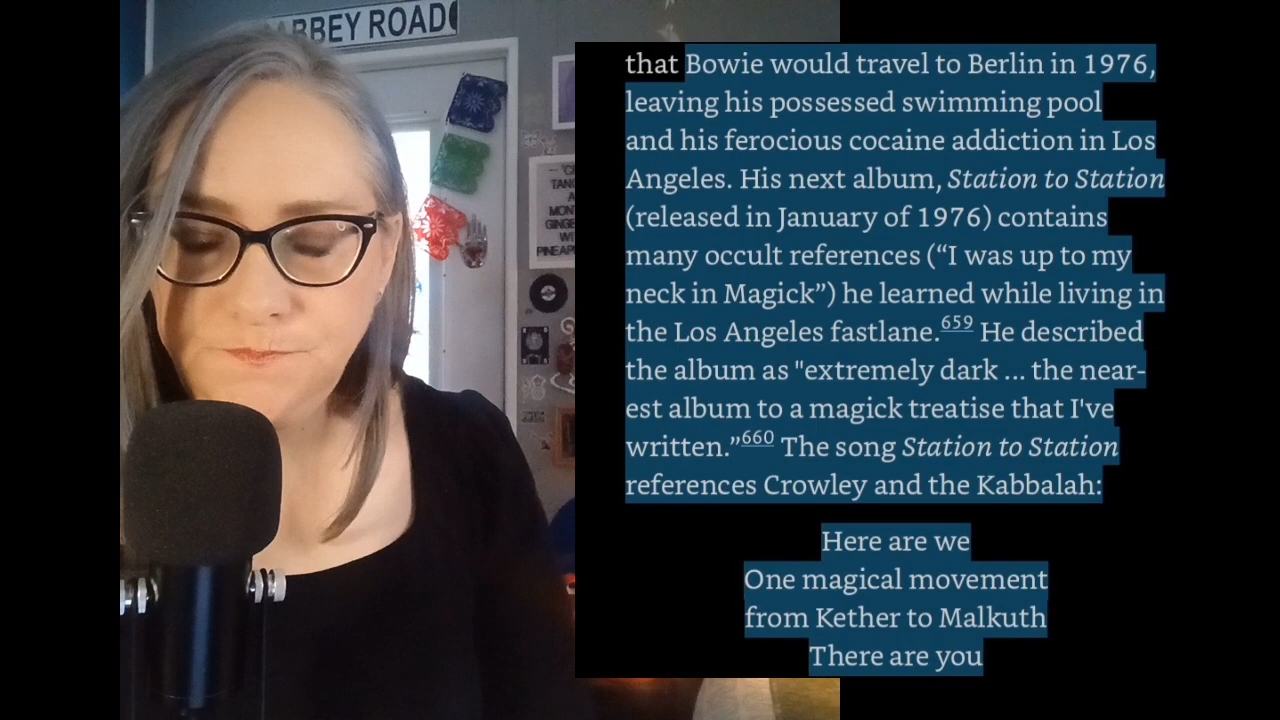 ABBEY ROAD
that Bowie would travel to Berlin in 1976,
leaving his possessed swimming pool
and his ferocious cocaine addiction in Los
Angeles. His next album, Station to Station
(released in January of 1976) contains
many occult references (“I was up to my
neck in Magick”) he learned while living in
the Los Angeles fastlane.659 He described
the album as "extremely dark ... the near-
est album to a magick treatise that I've
written.”660 The song Station to Station
references Crowley and the Kabbalah:
Here are we
One magical movement
from Kether to Malkuth
There are you